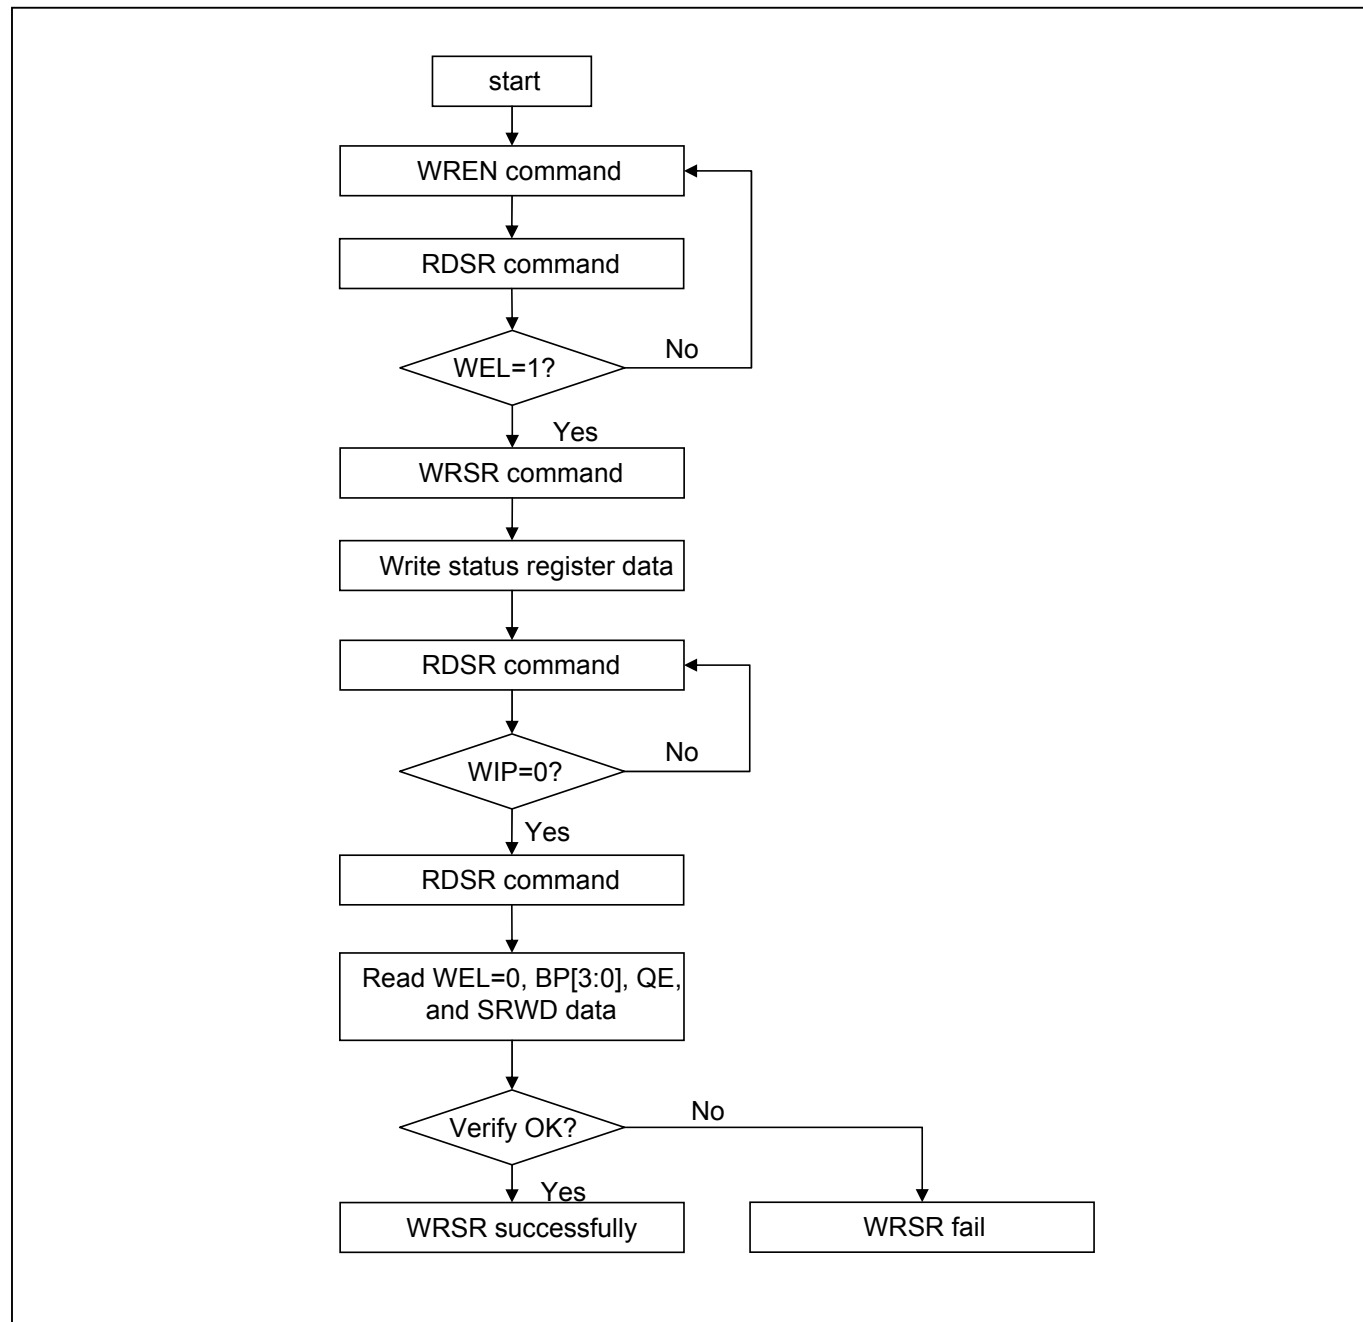 start
WREN command
RDSR command
WEL=1?
No
Yes
WRSR command
Write status register data
RDSR command
WIP=0?
No
Yes
RDSR command
Read WEL=0, BP[3:0], QE,
and SRWD data
Verify OK?
No
Yes
WRSR successfully
WRSR fail